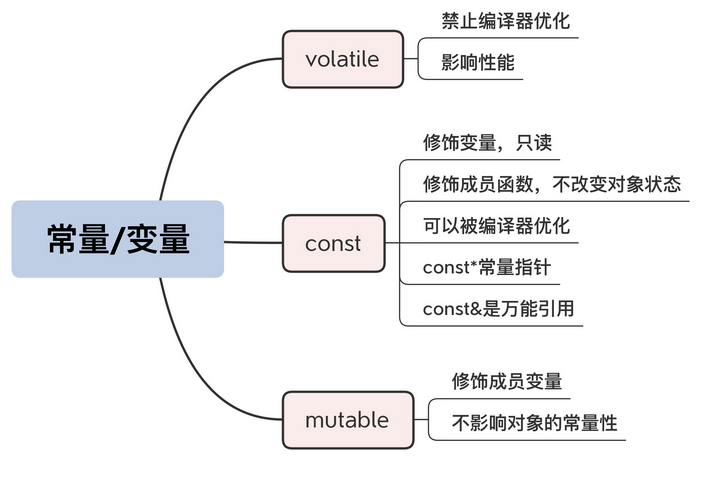 常量/变量
volatile
禁止编译器优化
影响性能
const
修饰变量，只读
修饰成员函数，不改变对象状态
可以被编译器优化
const*常量指针
const&是万能引用
mutable
修饰成员变量
不影响对象的常量性